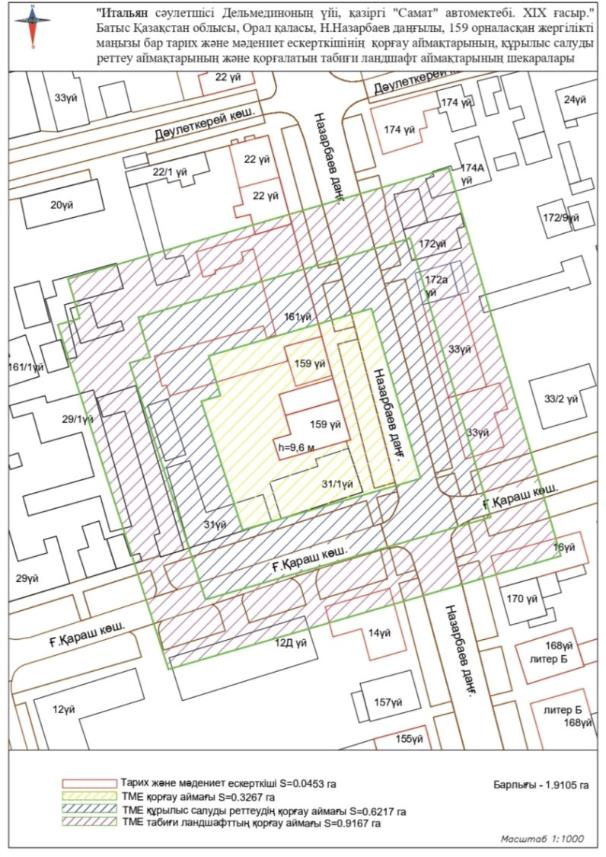 "Итальян сәулетшісі Дельмединоның үйі, қазіргі "Самат" автомектебі. XIX ғасыр."
Батыс Қазақстан облысы, Орал қаласы, Н.Назарбаев даңғылы, 159 орналасқан жергілікті
маңызы бар тарих және мәдениет ескерткішінің қорғау аймақтарының, құрылыс салуды
реттеу аймақтарының және қорғалатын табиғи ландшафт аймақтарының шекаралары
33үй
22 үй
Дәулеткерей көш.
174 үй
24үй
Дәулеткерей көш.
Назарбаев даңғ.
174 үй
22 үй
22/1 үй
22 үй
174А
үй
20үй
172/9үй
172үй
172а
үй
161үй
33үй
161/1үй
159 үй
Назарбаев даңғ.
33/2 үй
29/1үй
159 үй
33үй
h=9,6 м
31/1үй
Ғ.Қараш көш.
31үй
Ғ.Қараш көш.
16үй
29үй
170 үй
Назарбаев даңғ.
Ғ.Қараш көш.
12Д үй
14үй
168үй
литер Б
12үй
157үй
литер Б
168үй
155үй
Тарих және мәдениет ескерткіші S=0.0453 га
Барлығы - 1,9105 га
ТМЕ қорғау аймағы S=0.3267 га
ТМЕ құрылыс салуды реттеудің қорғау аймағы S=0.6217 га
ТМЕ табиғи ландшафттың қорғау аймағы S=0.9167 га
Масштаб 1:1000